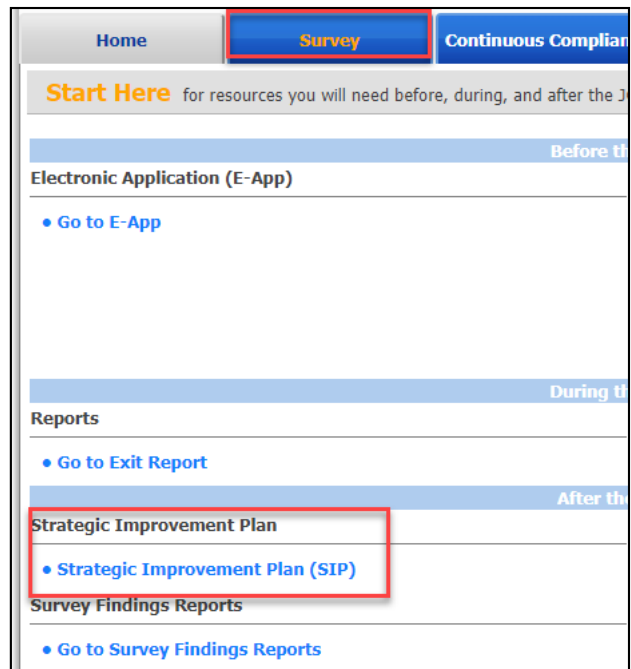 Home Survey Continuous Complian
Start Here for resources you will need before, during, and after the J
Before th
Electronic Application (E-App)
• Go to E-App
During th
Reports
• Go to Exit Report
After the
Strategic Improvement Plan
• Strategic Improvement Plan (SIP)
Survey Findings Reports
• Go to Survey Findings Reports